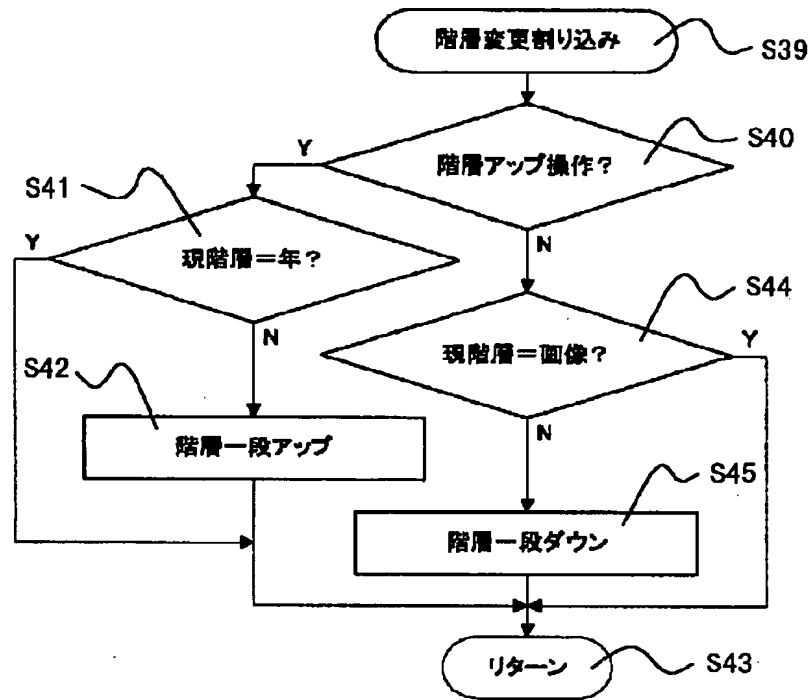 階層変更割り込み
S39
S40
Y
階層アップ操作?
S41
Y
現階層=年?
N
S44
N
現階層=画像?
Y
S42
階層一段アップ
N
S45
階層一段ダウン
リターン
S43